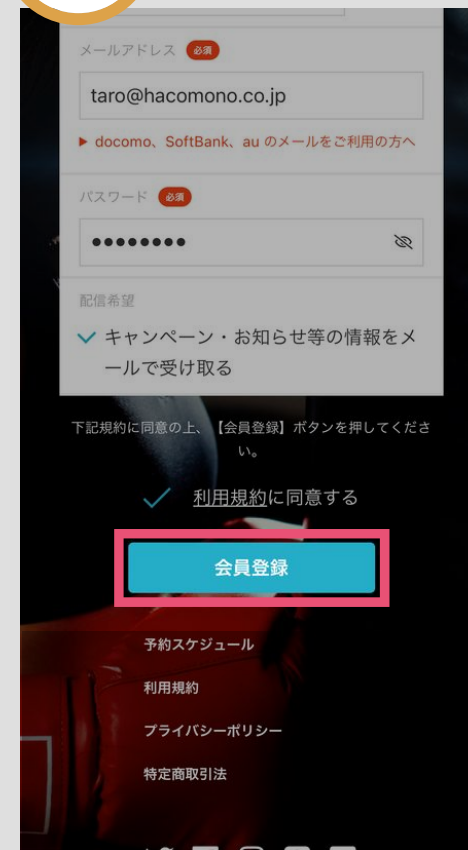 メールアドレス 必須
taro@hacomono.co.jp
▶ docomo、SoftBank、au のメールをご利用の方へ
パスワード 必須
●●●●●●●●
配信希望
キャンペーン・お知らせ等の情報をメ
ールで受け取る
下記規約に同意の上、【会員登録】ボタンを押してくださ
い。
利用規約に同意する
会員登録
予約スケジュール
利用規約
プライバシーポリシー
特定商取引法